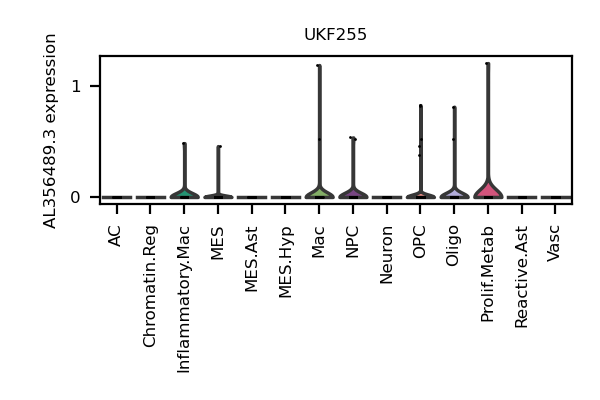 UKF255
AL356489.3 expression
1
0
AC
Chromatin.Reg
Inflammatory.Mac
MES
MES.Ast
MES.Hyp
Mac
NPC
Neuron
OPC
Oligo
Prolif.Metab
Reactive.Ast
Vasc